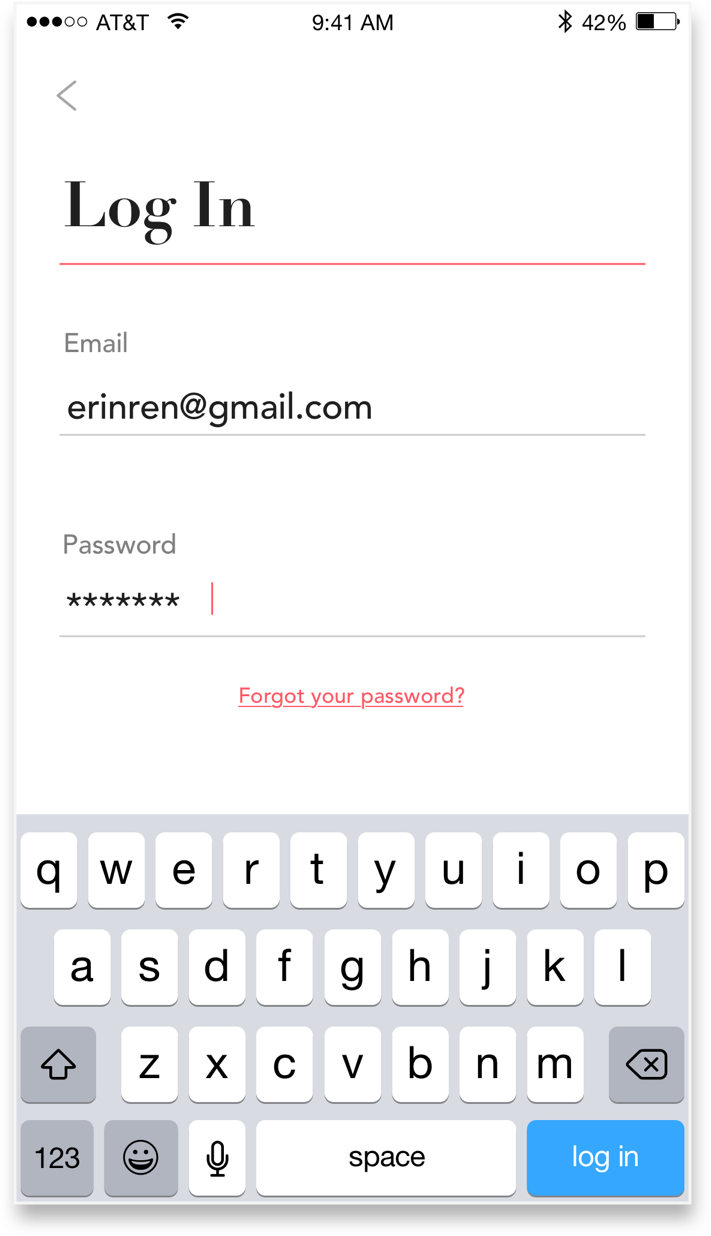 AT&T 9:41 AM 42%
Log In
Email
erinren@gmail.com
Password
*******
Forgot your password?
q w e r t y u i o p
a s d f g h j k l
z x c v b n m
123 space log in